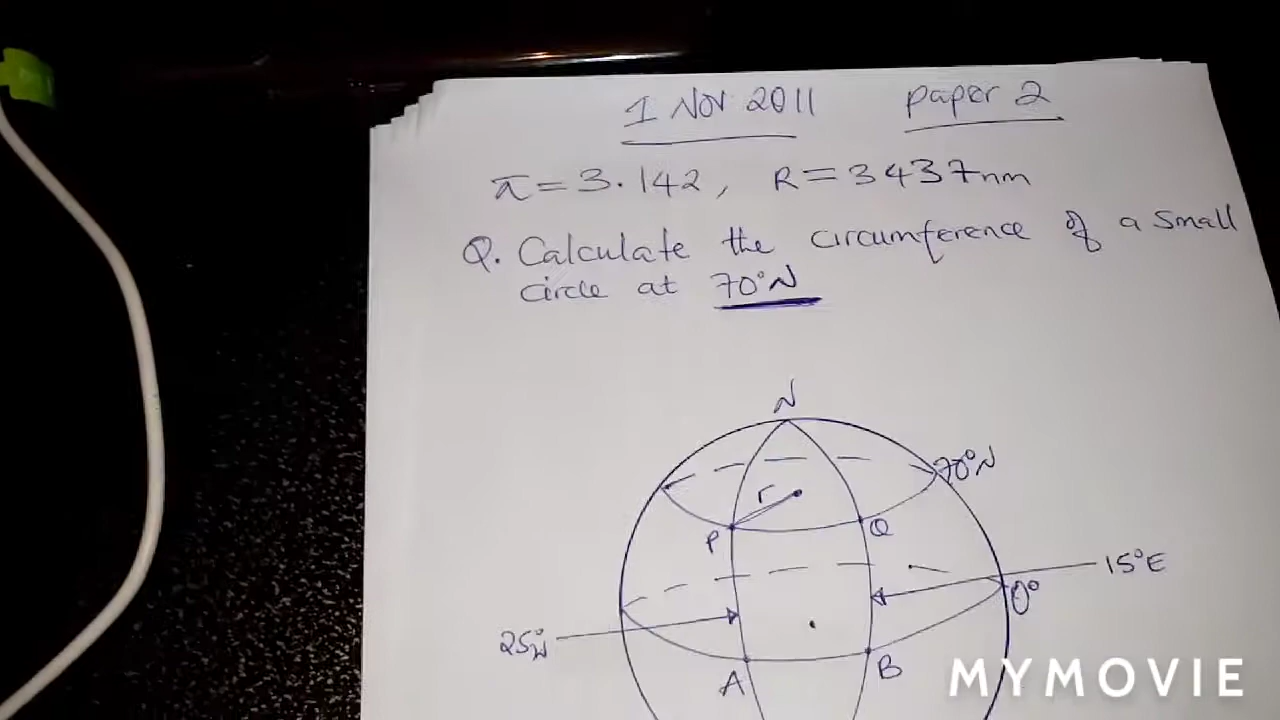 1 Nov 2011 paper 2
π = 3.142, R = 3437nm
Q. Calculate the circumference of a small
circle at 70°N
N
70°N
r
P
Q
15°E
0°
25°W
A
B
MYMOVIE